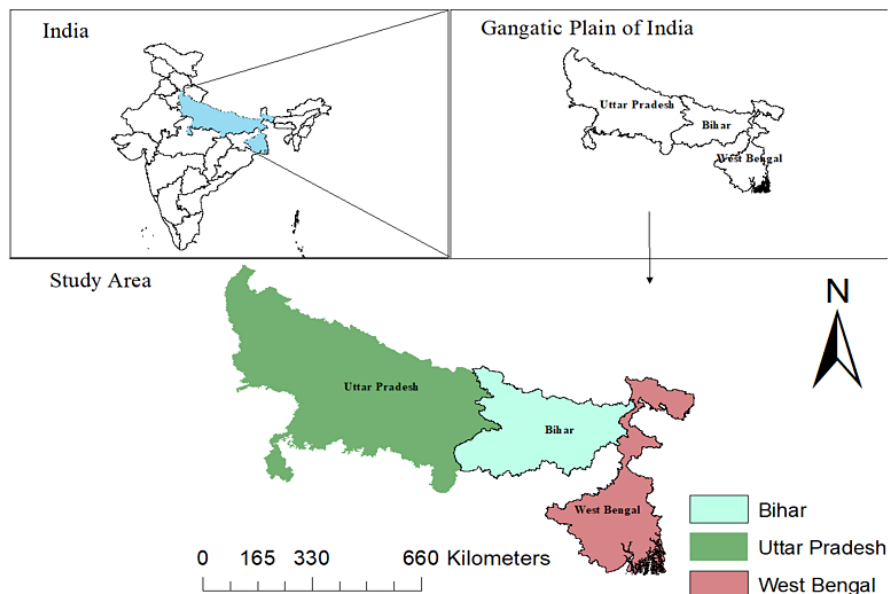 India
Gangatic Plain of India
Uttar Pradesh
Bihar
West Bengal
Study Area
N
Uttar Pradesh
Bihar
West Bengal
Bihar
Uttar Pradesh
West Bengal
0 165 330 660 Kilometers